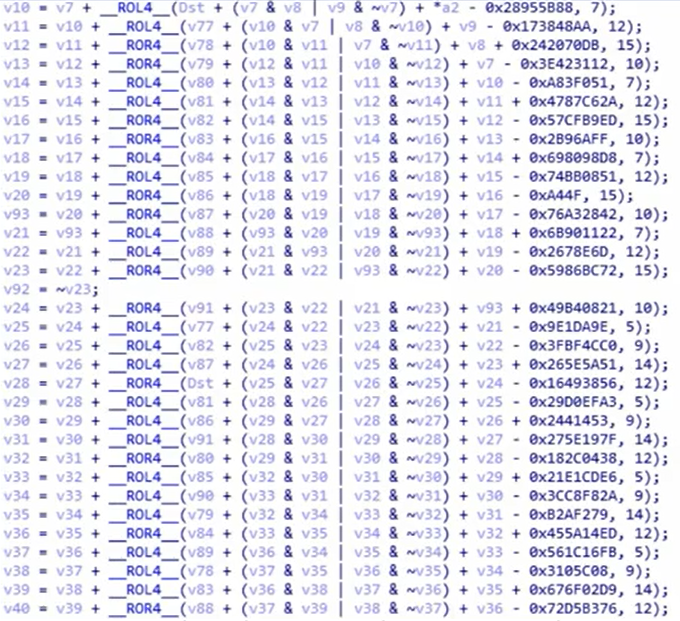 v10 = v7 + __ROL4__(Dst + (v7 & v8 | v9 & ~v7) + *a2 - 0x28955B88, 7);
v11 = v10 + __ROL4__(v77 + (v10 & v7 | v8 & ~v10) + v9 - 0x173848AA, 12);
v12 = v11 + __ROR4__(v78 + (v10 & v11 | v7 & ~v11) + v8 + 0x242070DB, 15);
v13 = v12 + __ROR4__(v79 + (v12 & v11 | v10 & ~v12) + v7 - 0x3E423112, 10);
v14 = v13 + __ROL4__(v80 + (v13 & v12 | v11 & ~v13) + v10 - 0xA83F051, 7);
v15 = v14 + __ROL4__(v81 + (v14 & v13 | v12 & ~v14) + v11 + 0x4787C62A, 12);
v16 = v15 + __ROR4__(v82 + (v14 & v15 | v13 & ~v15) + v12 - 0x57CFB9ED, 15);
v17 = v16 + __ROR4__(v83 + (v16 & v15 | v14 & ~v16) + v13 - 0x2B96AFF, 10);
v18 = v17 + __ROL4__(v84 + (v17 & v16 | v15 & ~v17) + v14 + 0x698098D8, 7);
v19 = v18 + __ROL4__(v85 + (v18 & v17 | v16 & ~v18) + v15 - 0x74BB0851, 12);
v20 = v19 + __ROR4__(v86 + (v18 & v19 | v17 & ~v19) + v16 - 0xA44F, 15);
v93 = v20 + __ROR4__(v87 + (v20 & v19 | v18 & ~v20) + v17 - 0x76A32842, 10);
v21 = v93 + __ROL4__(v88 + (v93 & v20 | v19 & ~v93) + v18 + 0x6B901122, 7);
v22 = v21 + __ROL4__(v89 + (v21 & v93 | v20 & ~v21) + v19 - 0x2678E6D, 12);
v23 = v22 + __ROR4__(v90 + (v21 & v22 | v93 & ~v22) + v20 - 0x5986BC72, 15);
v92 = ~v23;
v24 = v23 + __ROR4__(v91 + (v23 & v22 | v21 & ~v23) + v93 + 0x49B40821, 10);
v25 = v24 + __ROL4__(v77 + (v24 & v22 | v23 & ~v22) + v21 - 0x9E1DA9E, 5);
v26 = v25 + __ROL4__(v82 + (v25 & v23 | v24 & ~v23) + v22 - 0x3FBF4CC0, 9);
v27 = v26 + __ROL4__(v87 + (v24 & v26 | v25 & ~v24) + v23 + 0x265E5A51, 14);
v28 = v27 + __ROR4__(Dst + (v25 & v27 | v26 & ~v25) + v24 - 0x16493856, 12);
v29 = v28 + __ROL4__(v81 + (v28 & v26 | v27 & ~v26) + v25 - 0x29D0EFA3, 5);
v30 = v29 + __ROL4__(v86 + (v29 & v27 | v28 & ~v27) + v26 + 0x2441453, 9);
v31 = v30 + __ROL4__(v91 + (v28 & v30 | v29 & ~v28) + v27 - 0x275E197F, 14);
v32 = v31 + __ROR4__(v80 + (v29 & v31 | v30 & ~v29) + v28 - 0x182C0438, 12);
v33 = v32 + __ROL4__(v85 + (v32 & v30 | v31 & ~v30) + v29 + 0x21E1CDE6, 5);
v34 = v33 + __ROL4__(v90 + (v33 & v31 | v32 & ~v31) + v30 - 0x3CC8F82A, 9);
v35 = v34 + __ROL4__(v79 + (v32 & v34 | v33 & ~v32) + v31 - 0xB2AF279, 14);
v36 = v35 + __ROR4__(v84 + (v33 & v35 | v34 & ~v33) + v32 + 0x455A14ED, 12);
v37 = v36 + __ROL4__(v89 + (v36 & v34 | v35 & ~v34) + v33 - 0x561C16FB, 5);
v38 = v37 + __ROL4__(v78 + (v37 & v35 | v36 & ~v35) + v34 - 0x3105C08, 9);
v39 = v38 + __ROL4__(v83 + (v36 & v38 | v37 & ~v36) + v35 + 0x676F02D9, 14);
v40 = v39 + __ROR4__(v88 + (v37 & v39 | v38 & ~v37) + v36 - 0x72D5B376, 12);